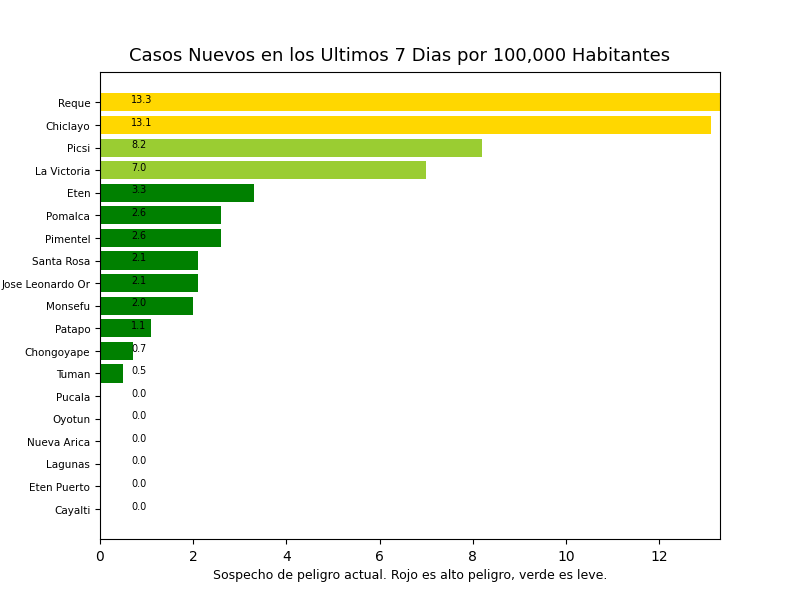 Casos Nuevos en los Ultimos 7 Dias por 100,000 Habitantes
Reque 13.3
Chiclayo 13.1
Picsi 8.2
La Victoria 7.0
Eten 3.3
Pomalca 2.6
Pimentel 2.6
Santa Rosa 2.1
Jose Leonardo Or 2.1
Monsefu 2.0
Patapo 1.1
Chongoyape 0.7
Tuman 0.5
Pucala 0.0
Oyotun 0.0
Nueva Arica 0.0
Lagunas 0.0
Eten Puerto 0.0
Cayalti 0.0
0 2 4 6 8 10 12
Sospecho de peligro actual. Rojo es alto peligro, verde es leve.